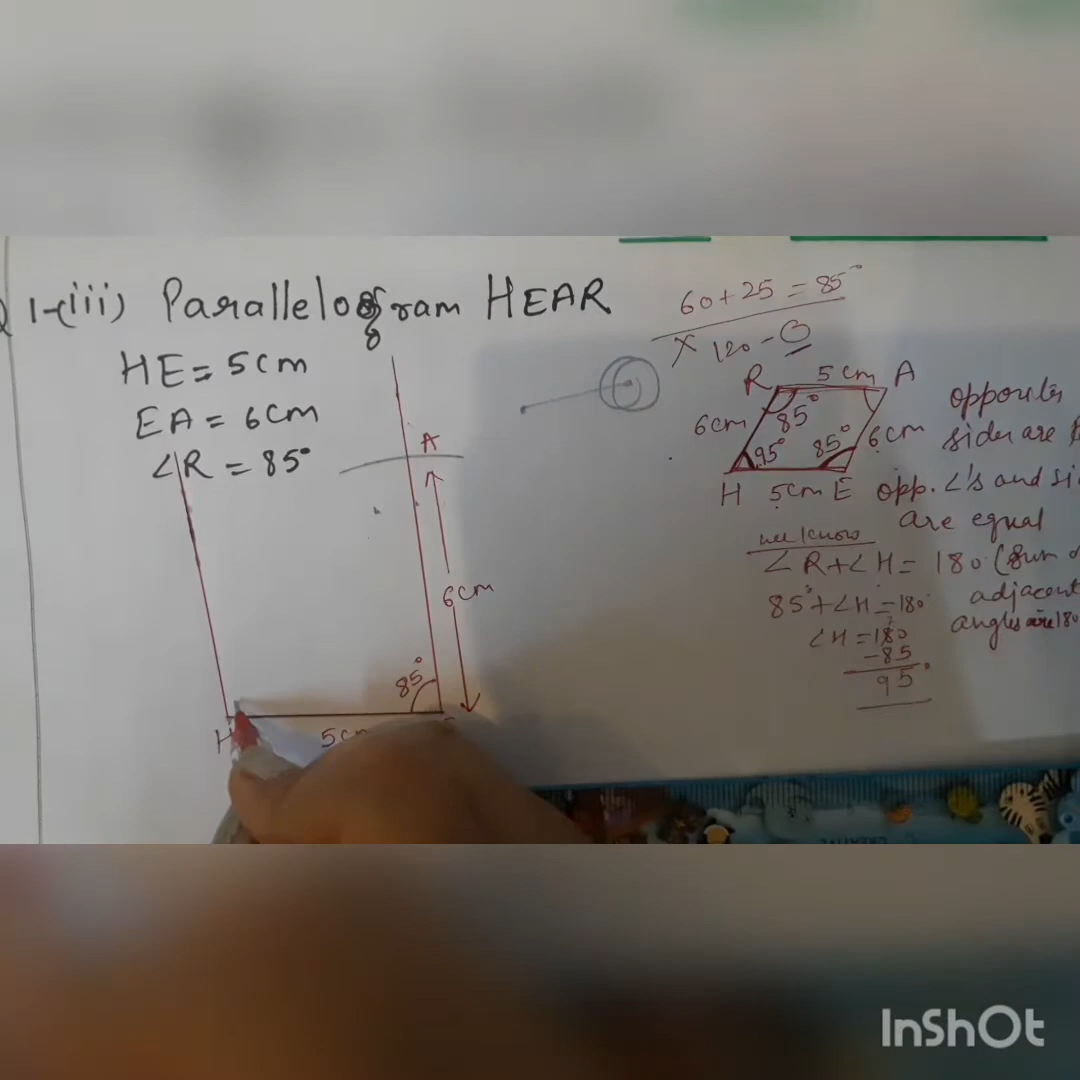 1-(iii) Parallelogram HEAR
HE = 5cm
EA = 6cm
∠R = 85°
60+25 = 85°
X 120 -
R 5cm A
6cm 85°
95° 85° 6cm
H 5cm E
opposite
sides are
opp. ∠'s and
are equal
we know
∠R+∠H = 180 (sum
85°+∠H = 180° adjacent
∠H = 180 angles are 180
-85
95°
A
6cm
85°
H
InShOt